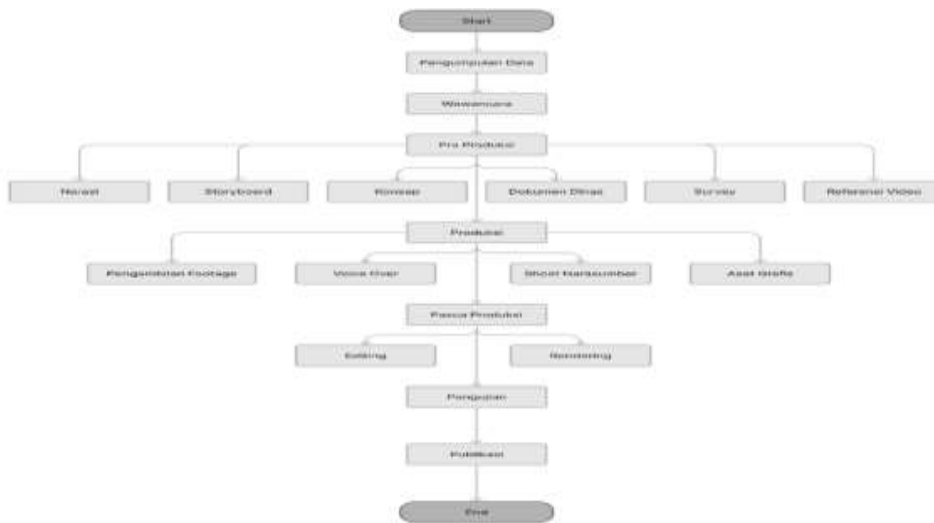 Start
Pengumpulan Data
Wawancara
Pra Produksi
Narasi
Storyboard
Konsep
Dokumen Dinas
Survey
Referensi Video
Produksi
Pengambilan Footage
Voice Over
Shoot Narasumber
Aset Grafis
Pasca Produksi
Editing
Rendering
Pengujian
Publikasi
End